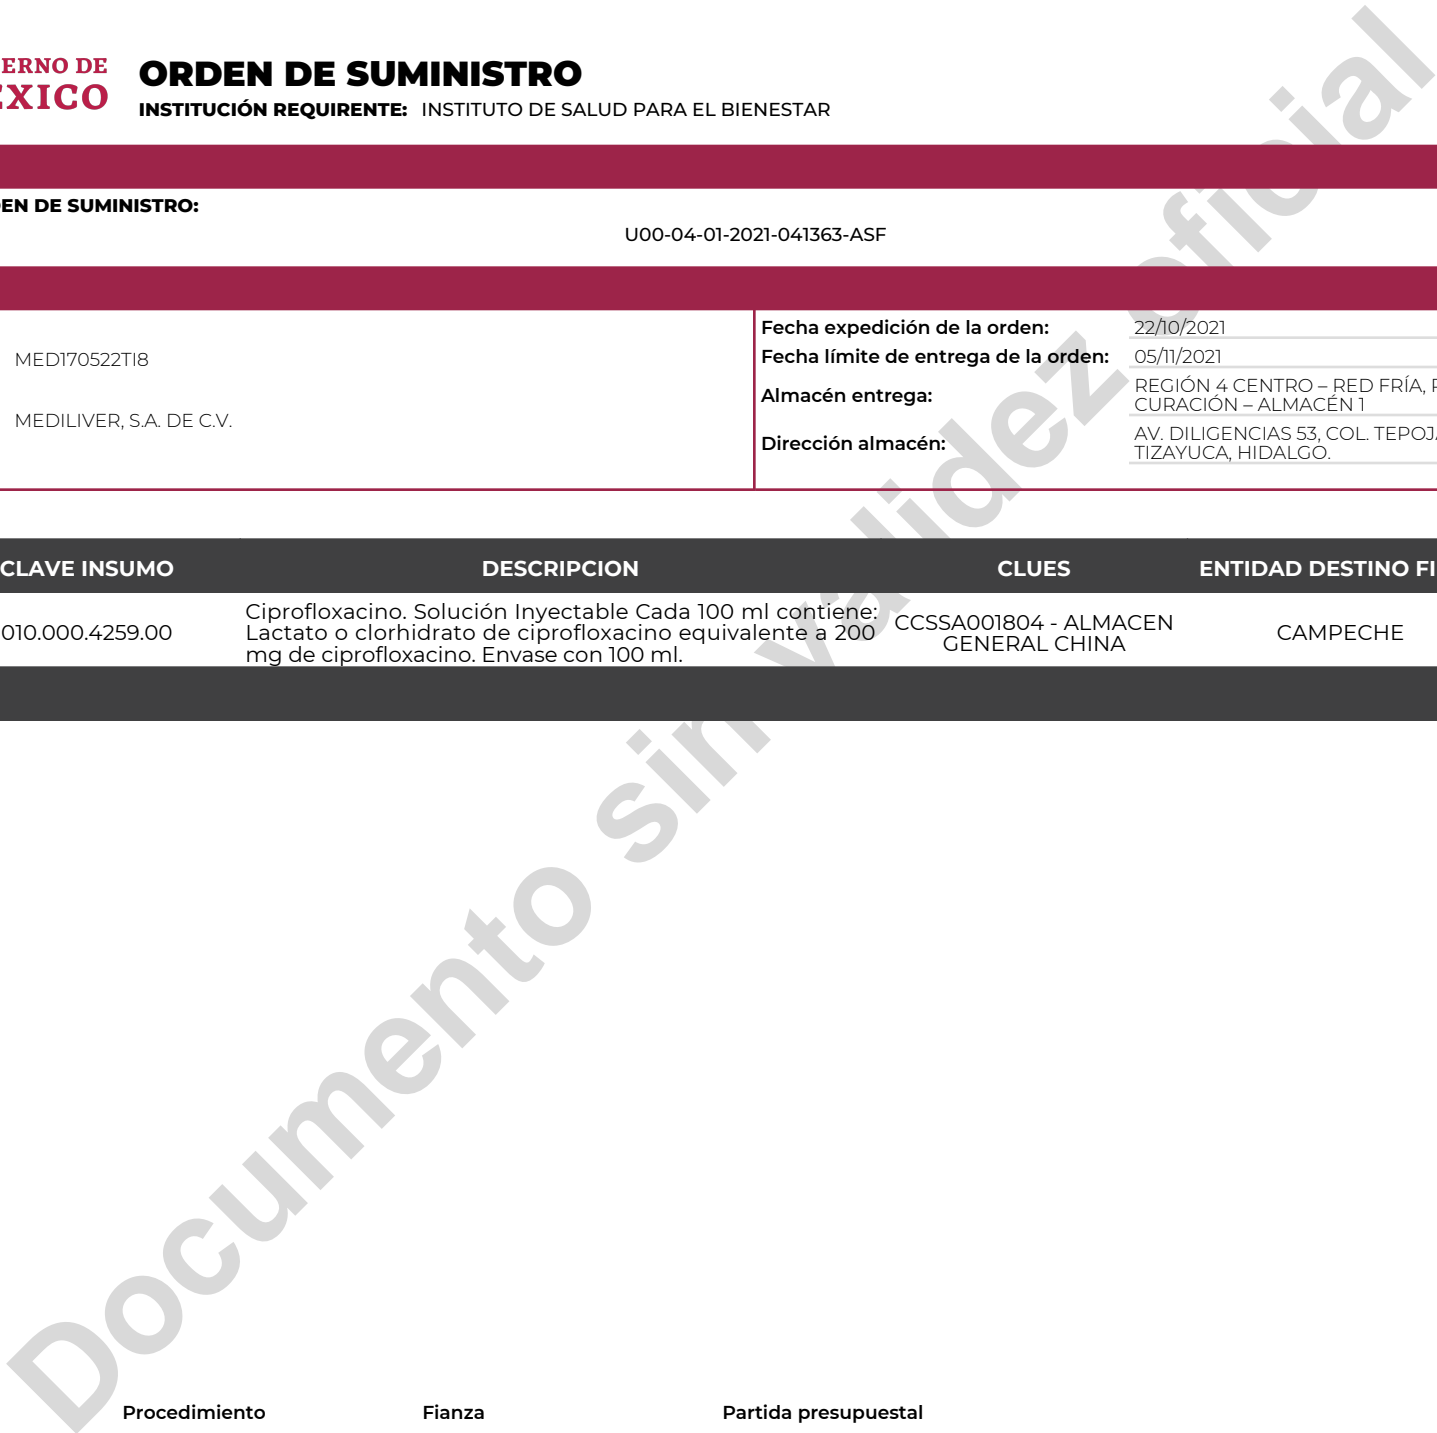 ERNO DE
EXICO
ORDEN DE SUMINISTRO
INSTITUCIÓN REQUIRENTE: INSTITUTO DE SALUD PARA EL BIENESTAR
EN DE SUMINISTRO:
U00-04-01-2021-041363-ASF
MED170522TI8
MEDILIVER, S.A. DE C.V.
Fecha expedición de la orden: 22/10/2021
Fecha límite de entrega de la orden: 05/11/2021
Almacén entrega: REGIÓN 4 CENTRO – RED FRÍA,
CURACIÓN – ALMACÉN 1
Dirección almacén: AV. DILIGENCIAS 53, COL. TEPOJ
TIZAYUCA, HIDALGO.
CLAVE INSUMO DESCRIPCION CLUES ENTIDAD DESTINO FI
010.000.4259.00
Ciprofloxacino. Solución Inyectable Cada 100 ml contiene:
Lactato o clorhidrato de ciprofloxacino equivalente a 200
mg de ciprofloxacino. Envase con 100 ml.
CCSSA001804 - ALMACEN
GENERAL CHINA
CAMPECHE
Documento sin validez oficial
Procedimiento Fianza Partida presupuestal